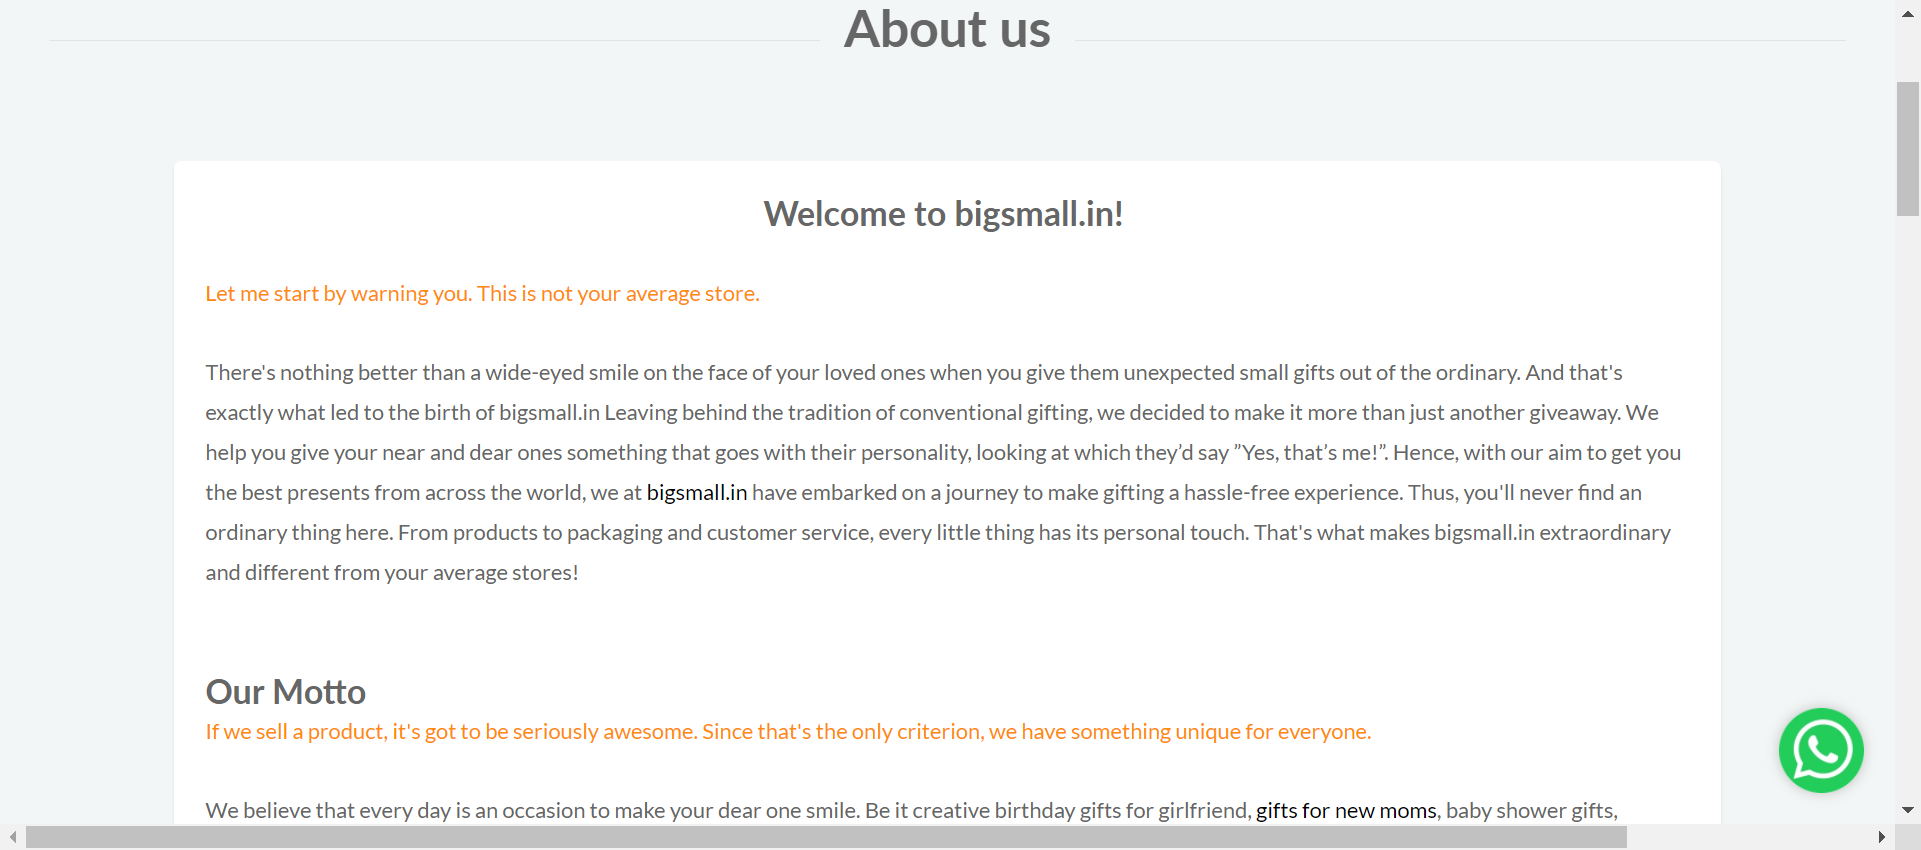 About us
Welcome to bigsmall.in!
Let me start by warning you. This is not your average store.
There's nothing better than a wide-eyed smile on the face of your loved ones when you give them unexpected small gifts out of the ordinary. And that's
exactly what led to the birth of bigsmall.in Leaving behind the tradition of conventional gifting, we decided to make it more than just another giveaway. We
help you give your near and dear ones something that goes with their personality, looking at which they’d say ”Yes, that’s me!”. Hence, with our aim to get you
the best presents from across the world, we at bigsmall.in have embarked on a journey to make gifting a hassle-free experience. Thus, you'll never find an
ordinary thing here. From products to packaging and customer service, every little thing has its personal touch. That's what makes bigsmall.in extraordinary
and different from your average stores!
Our Motto
If we sell a product, it's got to be seriously awesome. Since that's the only criterion, we have something unique for everyone.
We believe that every day is an occasion to make your dear one smile. Be it creative birthday gifts for girlfriend, gifts for new moms, baby shower gifts,